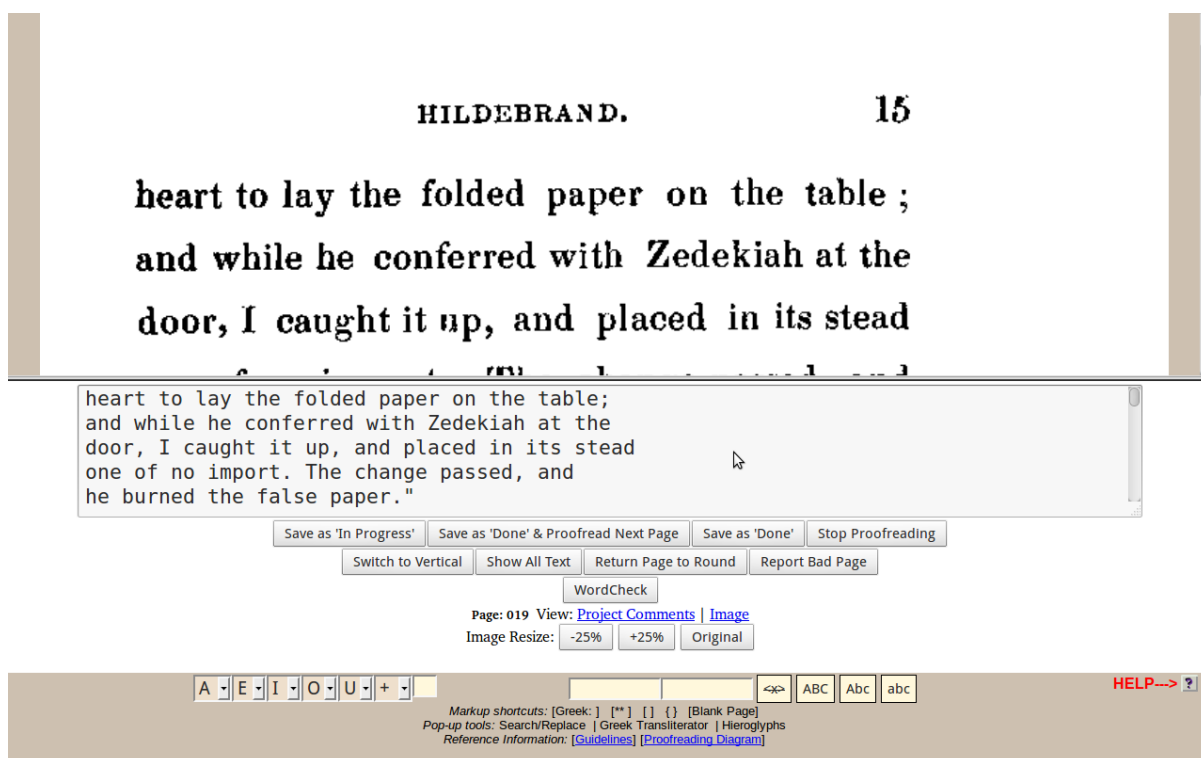 HILDEBRAND. 15
heart to lay the folded paper on the table ;
and while he conferred with Zedekiah at the
door, I caught it up, and placed in its stead
heart to lay the folded paper on the table;
and while he conferred with Zedekiah at the
door, I caught it up, and placed in its stead
one of no import. The change passed, and
he burned the false paper."
Save as 'In Progress' Save as 'Done' & Proofread Next Page Save as 'Done' Stop Proofreading
Switch to Vertical Show All Text Return Page to Round Report Bad Page
WordCheck
Page: 019 View: Project Comments | Image
Image Resize: -25% +25% Original
A E I O U + ABC Abc abc HELP---> ?
Markup shortcuts: [Greek: ] [** ] [ ] { } [Blank Page]
Pop-up tools: Search/Replace | Greek Transliterator | Hieroglyphs
Reference Information: [Guidelines] [Proofreading Diagram]